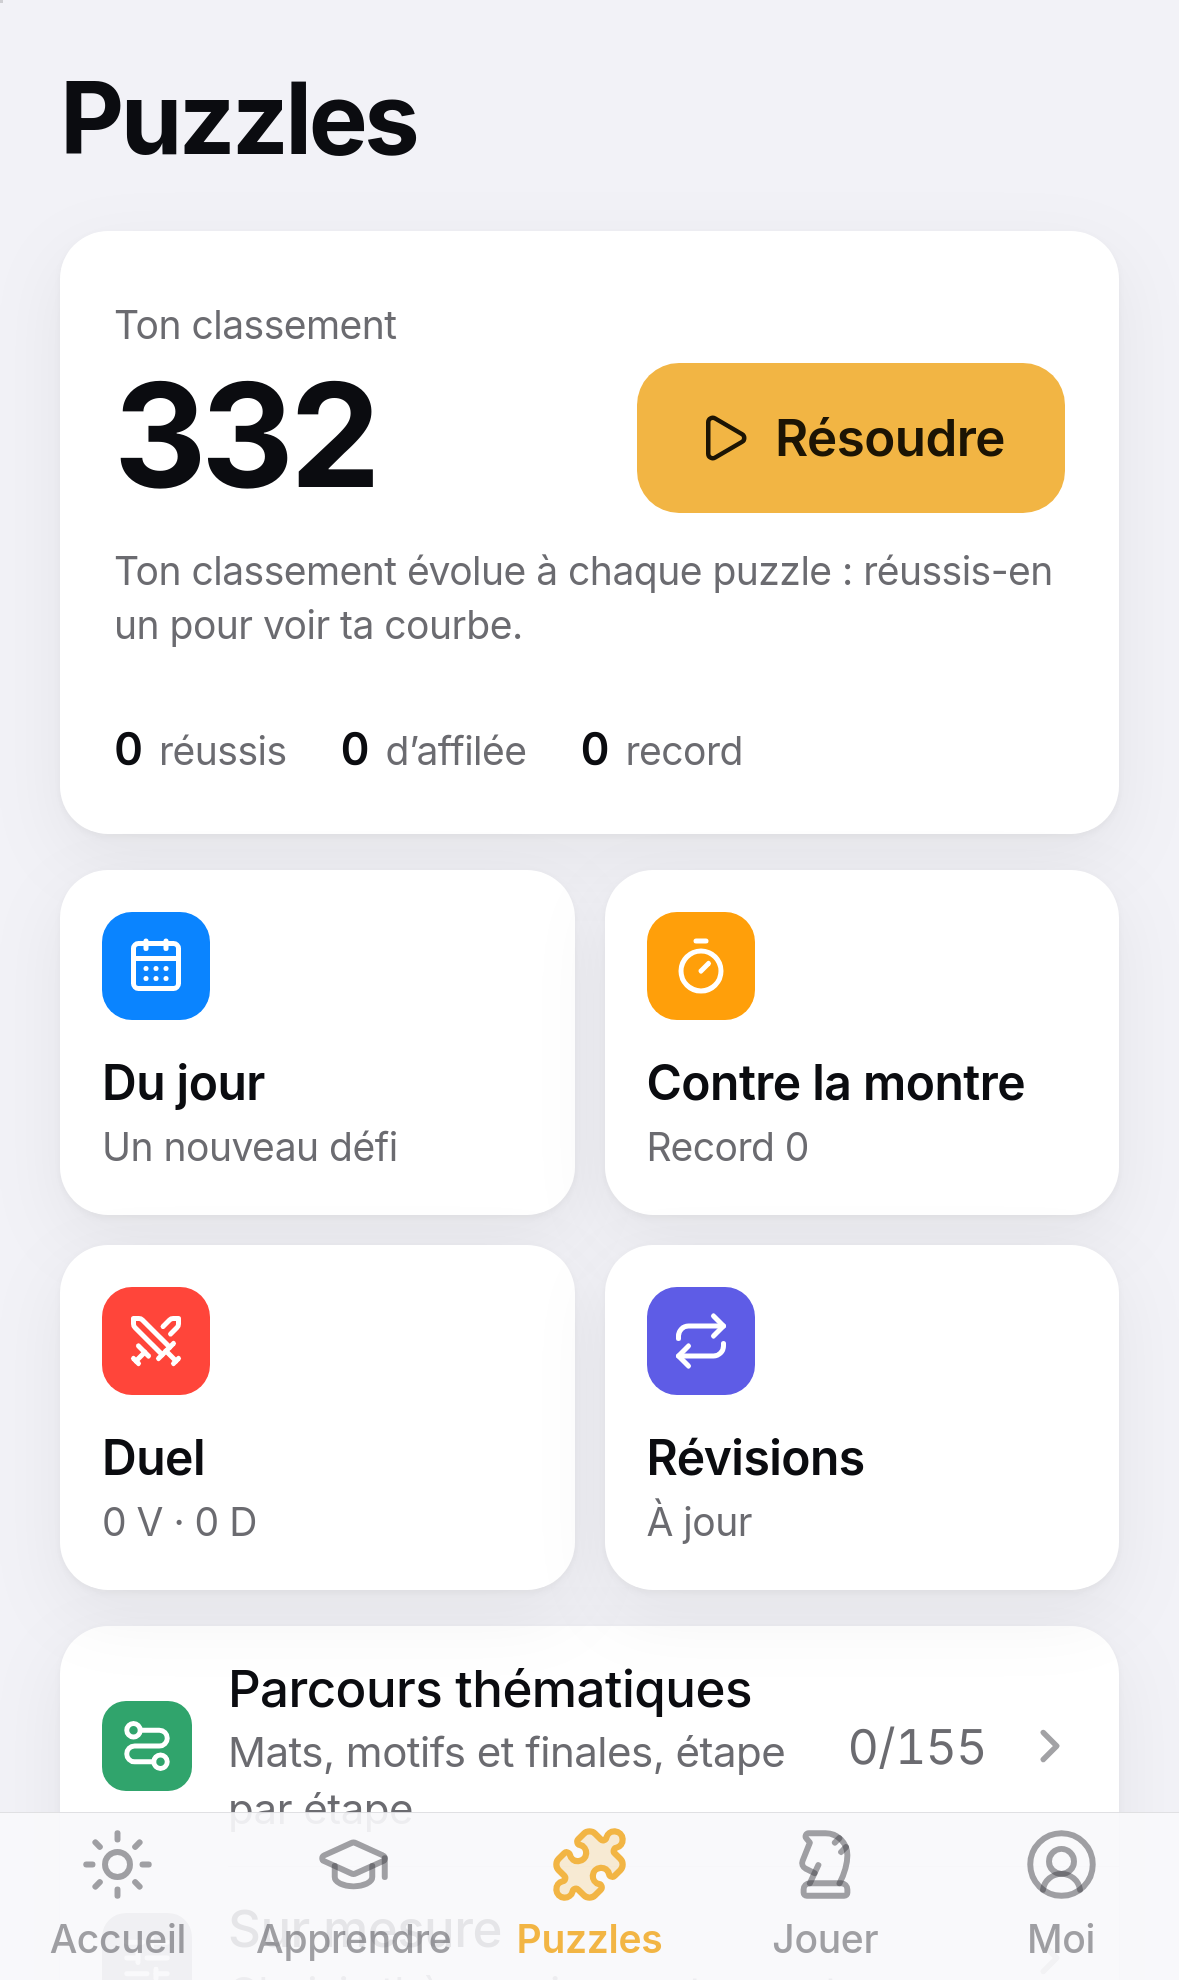 Puzzles
Ton classement
332
Résoudre
Ton classement évolue à chaque puzzle : réussis-en
un pour voir ta courbe.
0 réussis 0 d’affilée 0 record
Du jour
Un nouveau défi
Contre la montre
Record 0
Duel
0 V · 0 D
Révisions
À jour
Parcours thématiques
Mats, motifs et finales, étape
par étape
0/155
Sur mesure
Accueil Apprendre Puzzles Jouer Moi